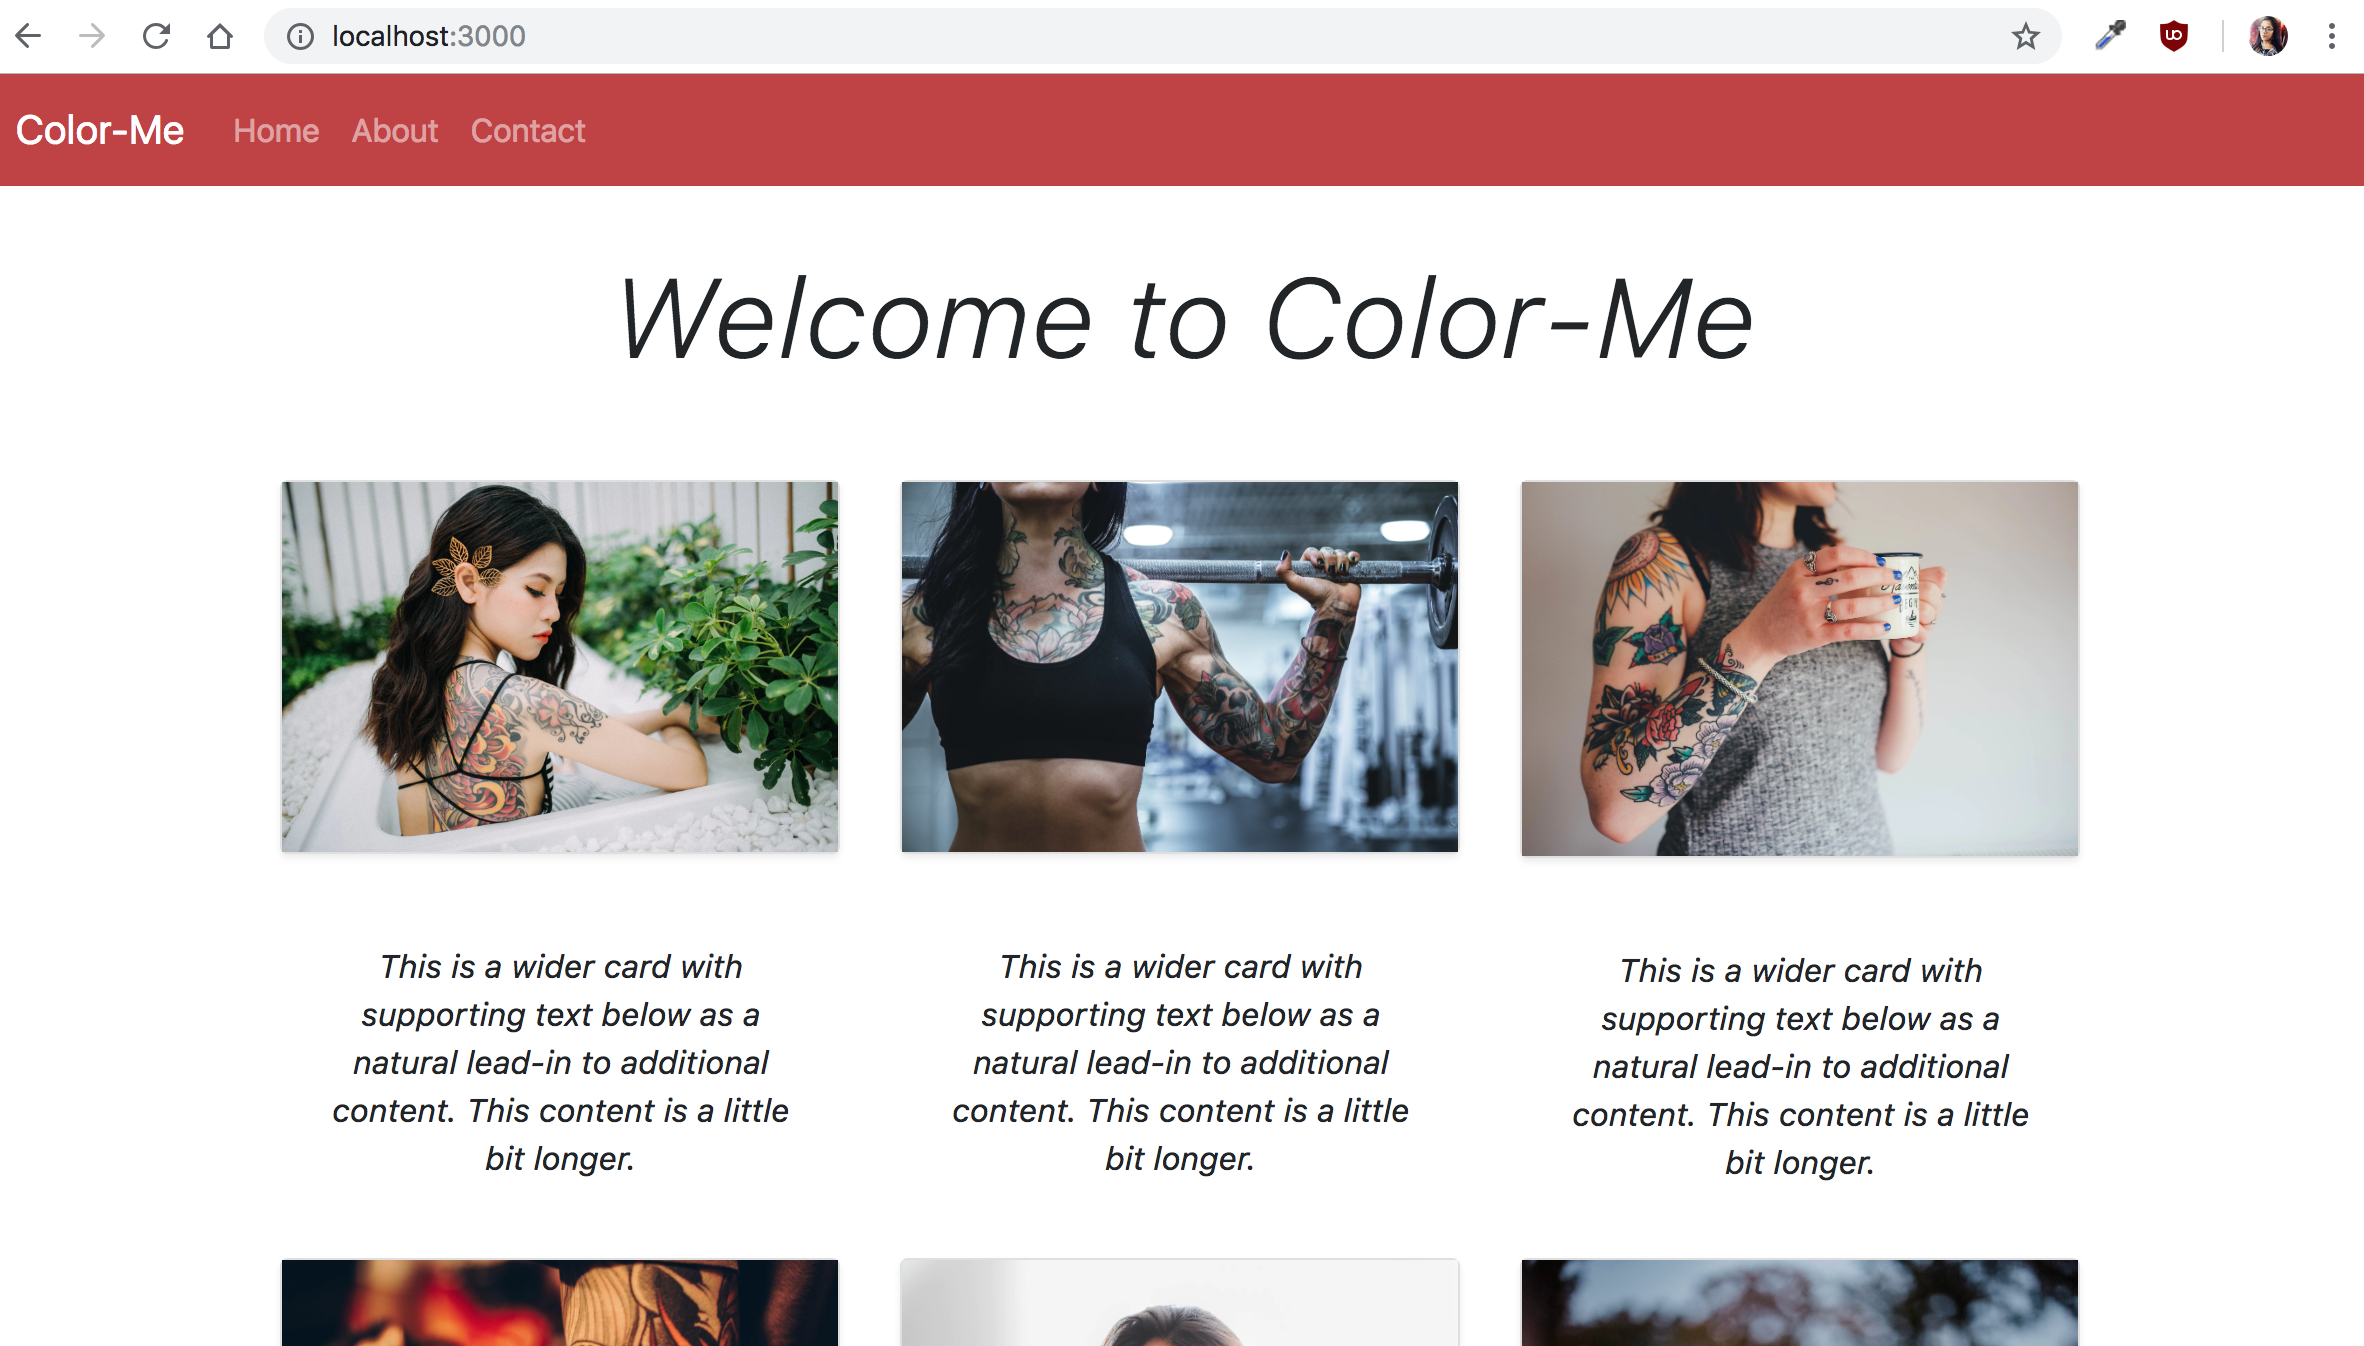 localhost:3000
Color-Me Home About Contact
Welcome to Color-Me
This is a wider card with
supporting text below as a
natural lead-in to additional
content. This content is a little
bit longer.
This is a wider card with
supporting text below as a
natural lead-in to additional
content. This content is a little
bit longer.
This is a wider card with
supporting text below as a
natural lead-in to additional
content. This content is a little
bit longer.